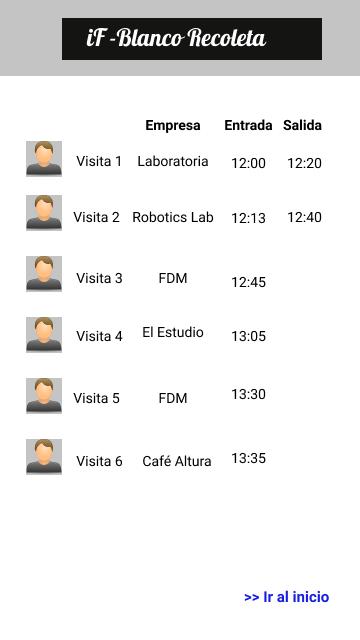 iF -Blanco Recoleta
Empresa Entrada Salida
Visita 1 Laboratoria 12:00 12:20
Visita 2 Robotics Lab 12:13 12:40
Visita 3 FDM 12:45
Visita 4 El Estudio 13:05
Visita 5 FDM 13:30
Visita 6 Café Altura 13:35
>> Ir al inicio